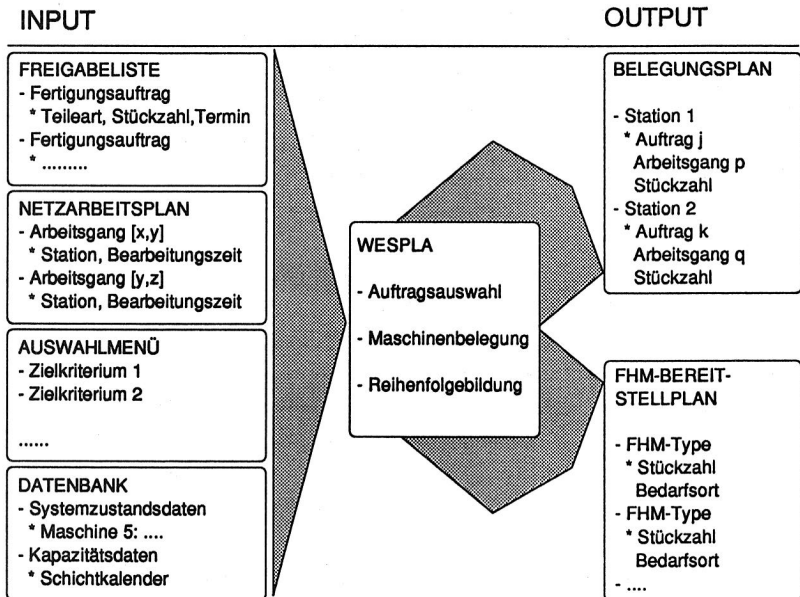 INPUT
OUTPUT
FREIGABELISTE
- Fertigungsauftrag
* Teileart, Stückzahl,Termin
- Fertigungsauftrag
* .........
NETZARBEITSPLAN
- Arbeitsgang [x,y]
* Station, Bearbeitungszeit
- Arbeitsgang [y,z]
* Station, Bearbeitungszeit
AUSWAHLMENÜ
- Zielkriterium 1
- Zielkriterium 2
......
DATENBANK
- Systemzustandsdaten
* Maschine 5: ....
- Kapazitätsdaten
* Schichtkalender
WESPLA
- Auftragsauswahl
- Maschinenbelegung
- Reihenfolgebildung
BELEGUNGSPLAN
- Station 1
* Auftrag j
Arbeitsgang p
Stückzahl
- Station 2
* Auftrag k
Arbeitsgang q
Stückzahl
FHM-BEREIT-
STELLPLAN
- FHM-Type
* Stückzahl
Bedarfsort
- FHM-Type
* Stückzahl
Bedarfsort
- ....